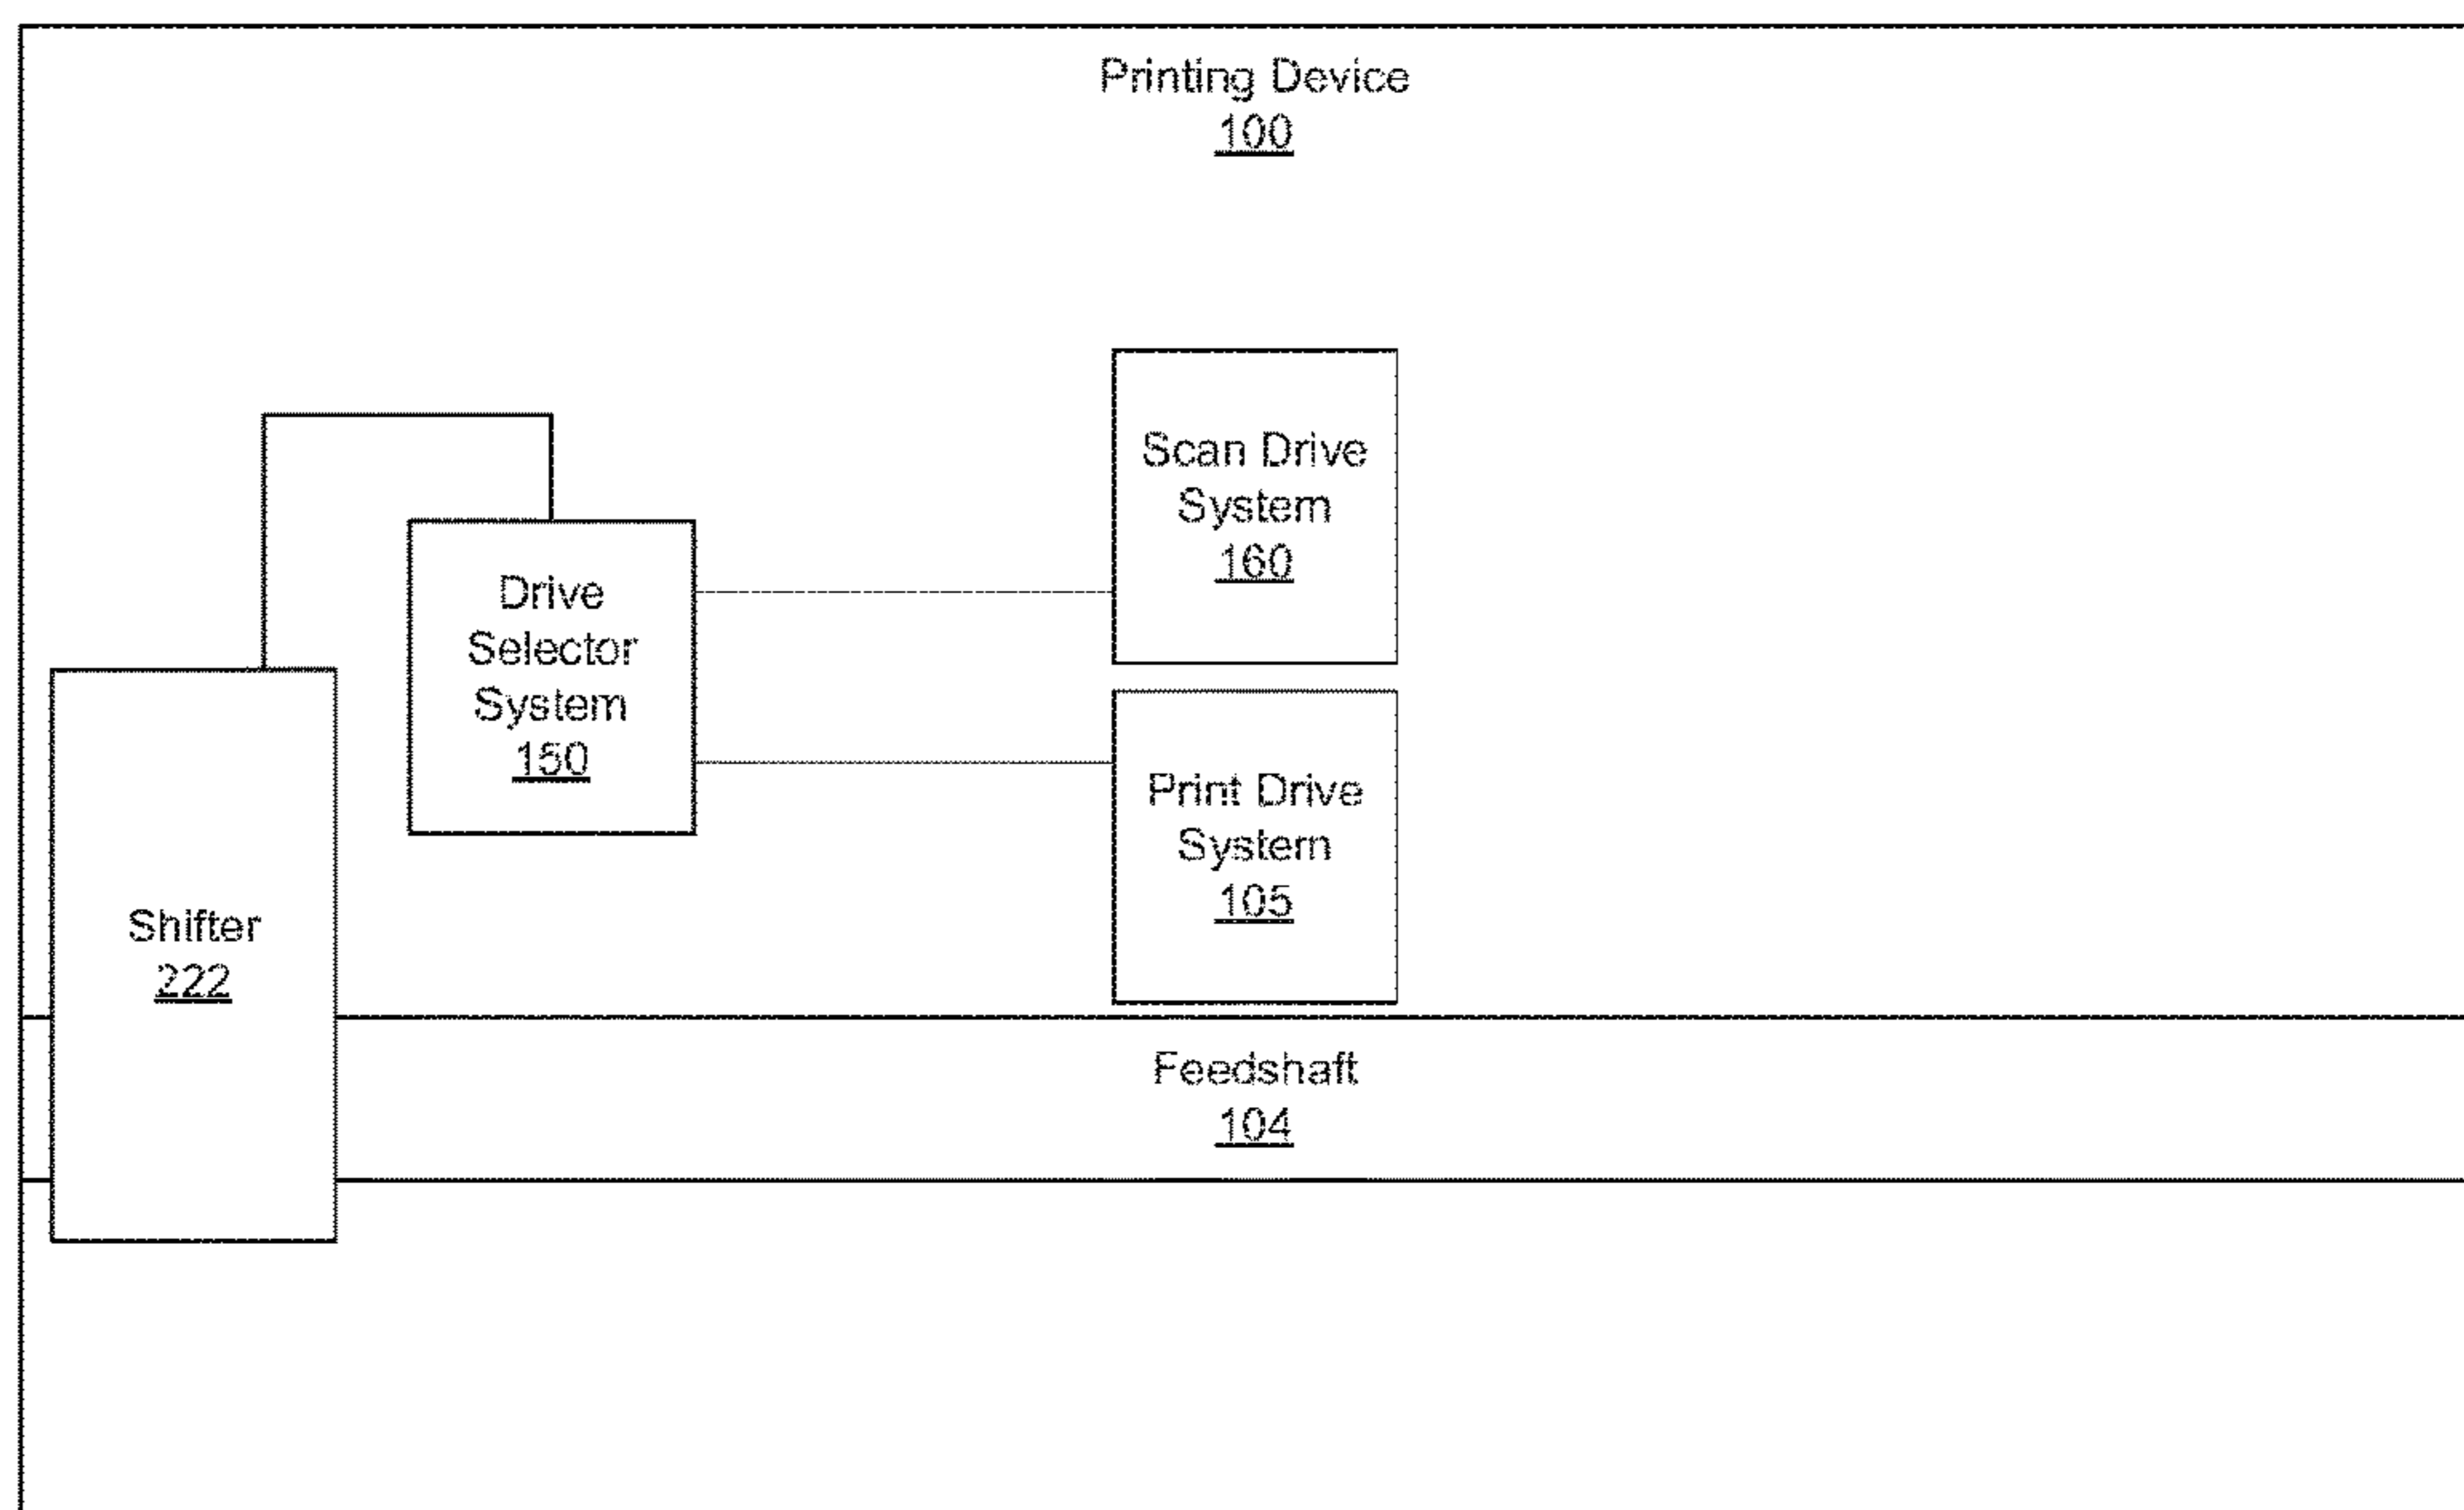 Printing Device
100
Scan Drive
System
160
Drive
Selector
System
150
Print Drive
System
105
Shifter
222
Feedshaft
104